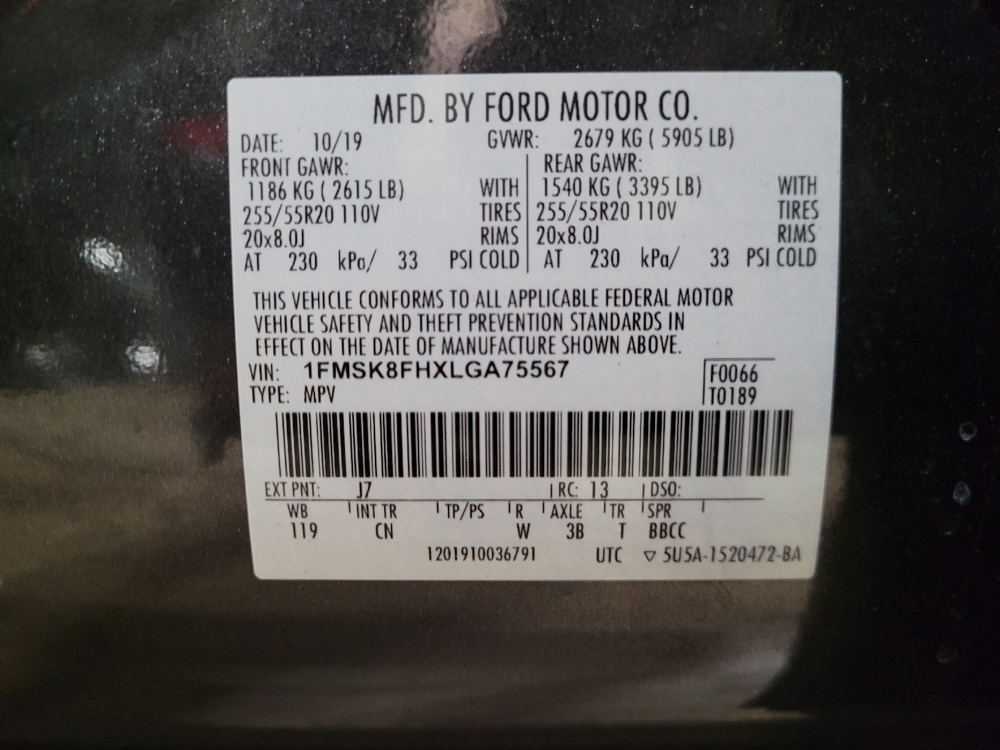 MFD. BY FORD MOTOR CO.
DATE: 10/19 GVWR: 2679 KG ( 5905 LB)
FRONT GAWR: REAR GAWR:
1186 KG ( 2615 LB) WITH 1540 KG ( 3395 LB) WITH
255/55R20 110V TIRES 255/55R20 110V TIRES
20x8.0J RIMS 20x8.0J RIMS
AT 230 kPa/ 33 PSI COLD AT 230 kPa/ 33 PSI COLD
THIS VEHICLE CONFORMS TO ALL APPLICABLE FEDERAL MOTOR
VEHICLE SAFETY AND THEFT PREVENTION STANDARDS IN
EFFECT ON THE DATE OF MANUFACTURE SHOWN ABOVE.
VIN: 1FMSK8FHXLGA75567 F0066
TYPE: MPV T0189
EXT PNT: J7 RC: 13 DSO:
WB INT TR TP/PS R AXLE TR SPR
119 CN W 3B T BBCC
1201910036791 UTC ▽ 5U5A-1520472-BA